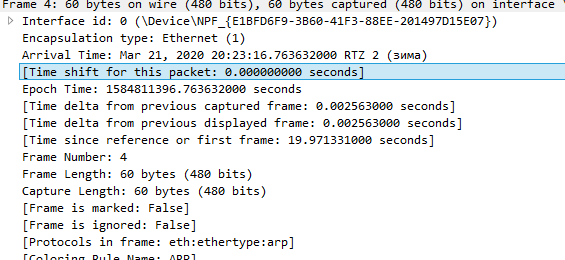 Frame 4: 60 bytes on wire (480 bits), 60 bytes captured (480 bits) on interface \
Interface id: 0 (\Device\NPF_{E1BFD6F9-3B60-41F3-88EE-201497D15E07})
Encapsulation type: Ethernet (1)
Arrival Time: Mar 21, 2020 20:23:16.763632000 RTZ 2 (зима)
[Time shift for this packet: 0.000000000 seconds]
Epoch Time: 1584811396.763632000 seconds
[Time delta from previous captured frame: 0.002563000 seconds]
[Time delta from previous displayed frame: 0.002563000 seconds]
[Time since reference or first frame: 19.971331000 seconds]
Frame Number: 4
Frame Length: 60 bytes (480 bits)
Capture Length: 60 bytes (480 bits)
[Frame is marked: False]
[Frame is ignored: False]
[Protocols in frame: eth:ethertype:arp]
[Coloring Rule Name: ARP]